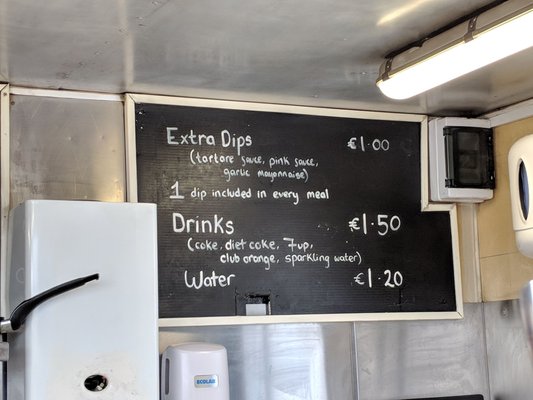 Extra Dips €1.00
(tartare sauce, pink sauce,
garlic mayonnaise)
1 dip included in every meal
Drinks €1.50
(coke, diet coke, 7up,
club orange, sparkling water)
Water €1.20
ECOLAB